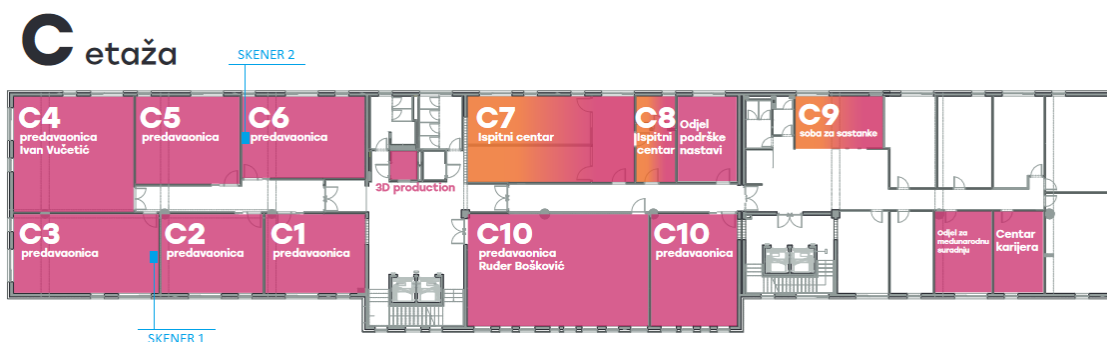 C etaža
SKENER 2
C4
predavaonica
Ivan Vučetić
C5
predavaonica
C6
predavaonica
C7
Ispitni centar
C8
Ispitni
centar
Odjel
podrške
nastavi
C9
soba za sastanke
3D production
C3
predavaonica
C2
predavaonica
C1
predavaonica
C10
predavaonica
Ruđer Bošković
C10
predavaonica
Odjel za
međunarodnu
suradnju
Centar
karijera
SKENER 1